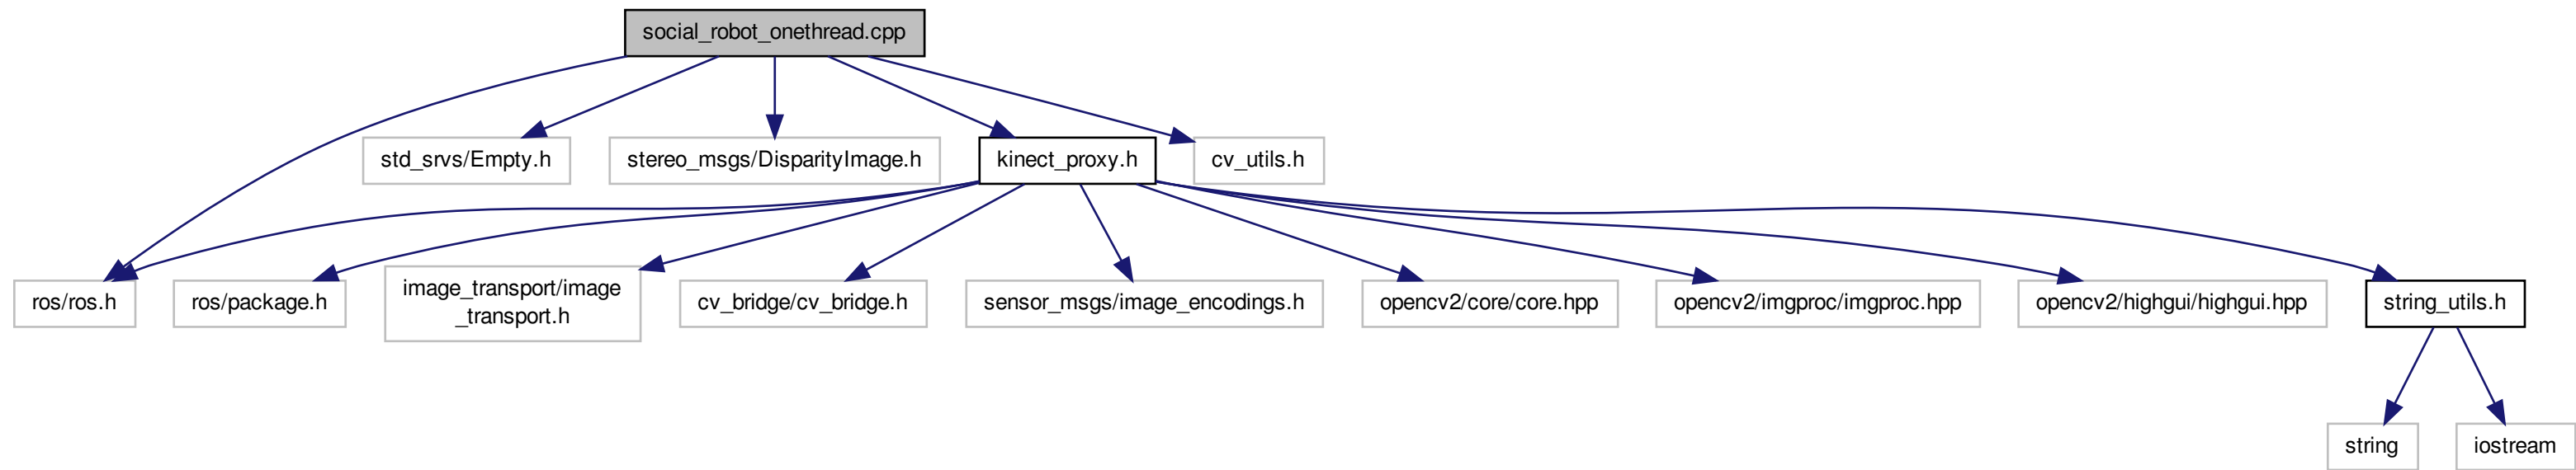 social_robot_onethread.cpp
std_srvs/Empty.h
stereo_msgs/DisparityImage.h
kinect_proxy.h
cv_utils.h
ros/ros.h
ros/package.h
image_transport/image
_transport.h
cv_bridge/cv_bridge.h
sensor_msgs/image_encodings.h
opencv2/core/core.hpp
opencv2/imgproc/imgproc.hpp
opencv2/highgui/highgui.hpp
string_utils.h
string
iostream